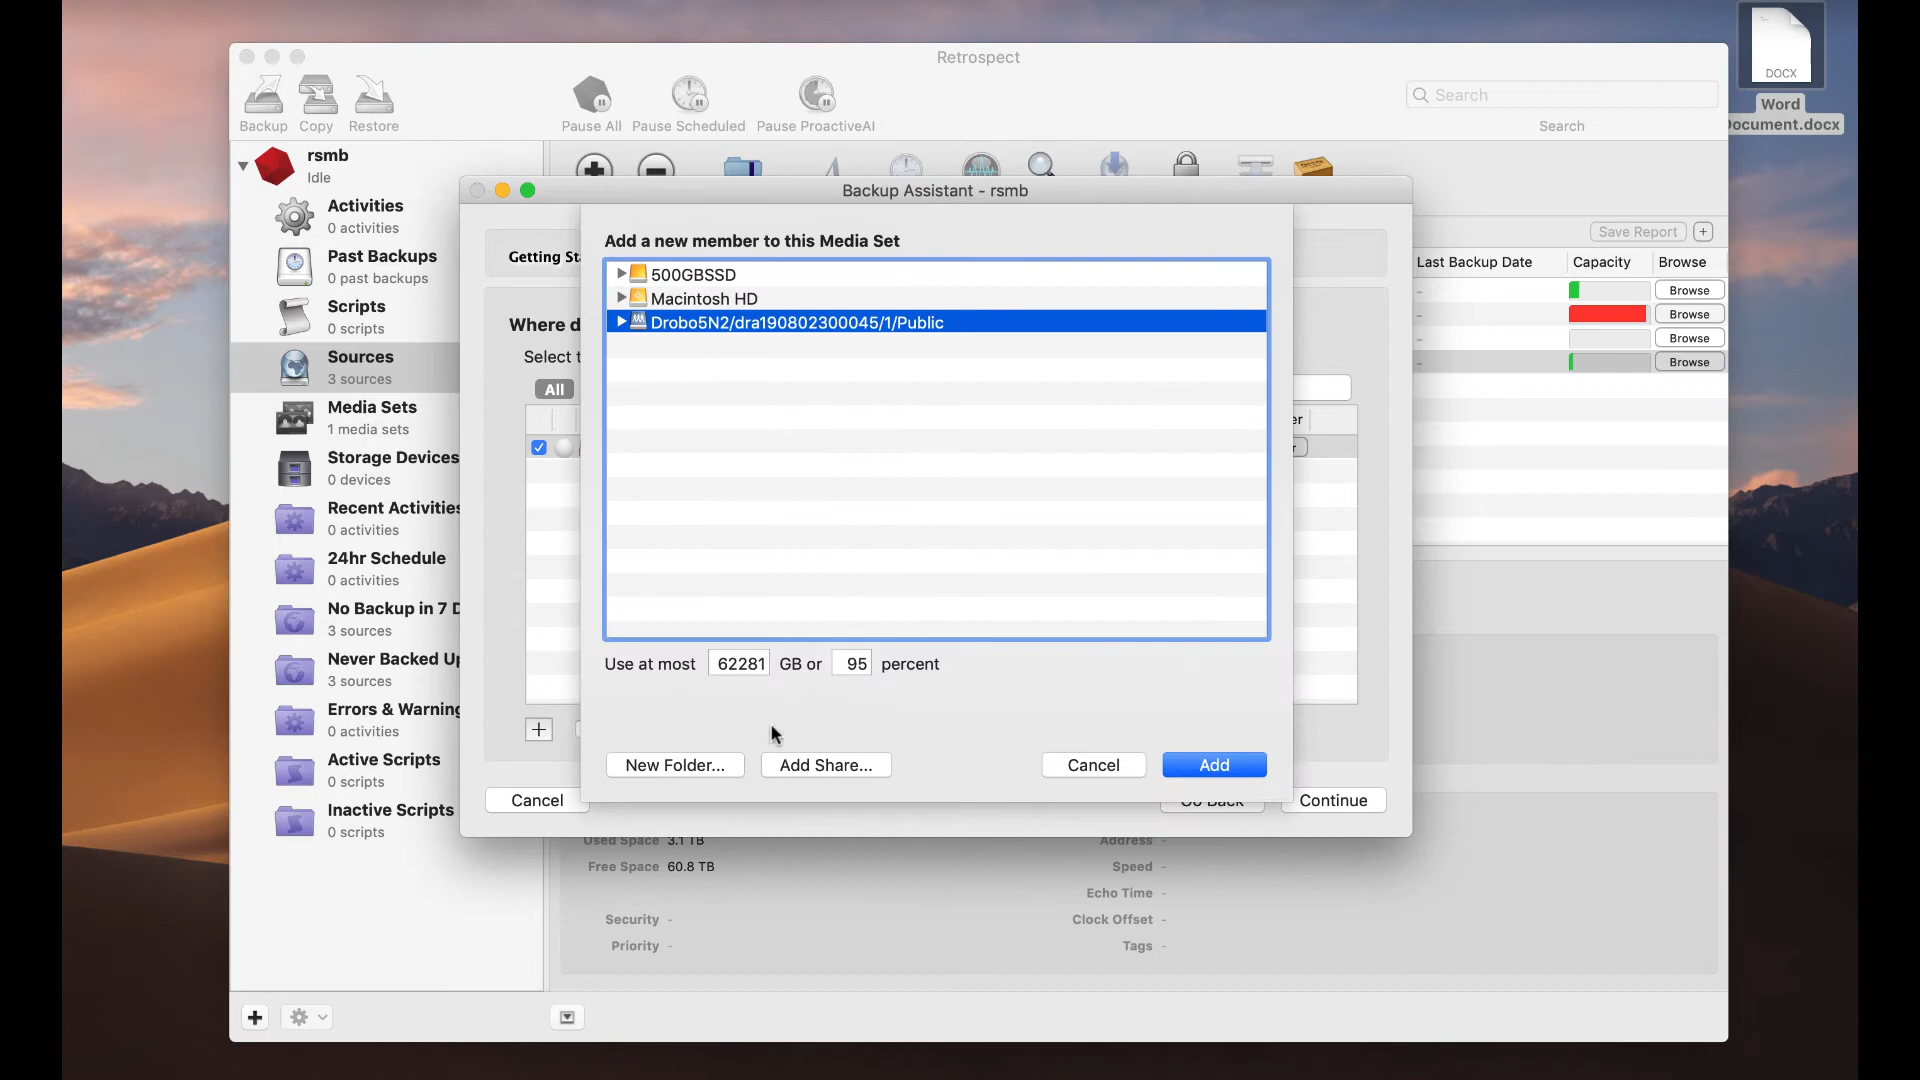 Retrospect
DOCX
Word
Document.docx
Backup
Copy
Restore
Pause All
Pause Scheduled
Pause ProactiveAI
Search
Search
rsmb
Idle
Activities
0 activities
Past Backups
0 past backups
Scripts
0 scripts
Sources
3 sources
Media Sets
1 media sets
Storage Devices
0 devices
Recent Activities
0 activities
24hr Schedule
0 activities
No Backup in 7 D
3 sources
Never Backed Up
3 sources
Errors & Warning
0 activities
Active Scripts
0 scripts
Inactive Scripts
0 scripts
Backup Assistant - rsmb
Getting St
Where d
Select t
All
er
r
Add a new member to this Media Set
500GBSSD
Macintosh HD
Drobo5N2/dra190802300045/1/Public
Use at most 62281 GB or 95 percent
New Folder...
Add Share...
Cancel
Add
Cancel
Go Back
Continue
Save Report
Last Backup Date
Capacity
Browse
- Browse
- Browse
- Browse
- Browse
Used Space 3.1 TB
Free Space 60.8 TB
Security -
Priority -
Address -
Speed -
Echo Time -
Clock Offset -
Tags -